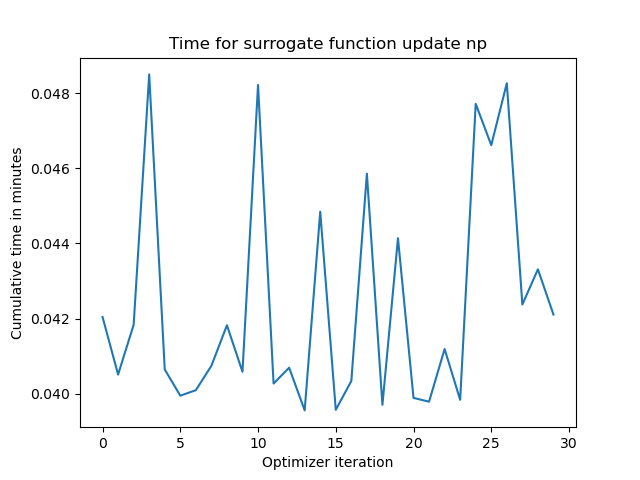 Time for surrogate function update np
Cumulative time in minutes
0.048
0.046
0.044
0.042
0.040
0 5 10 15 20 25 30
Optimizer iteration